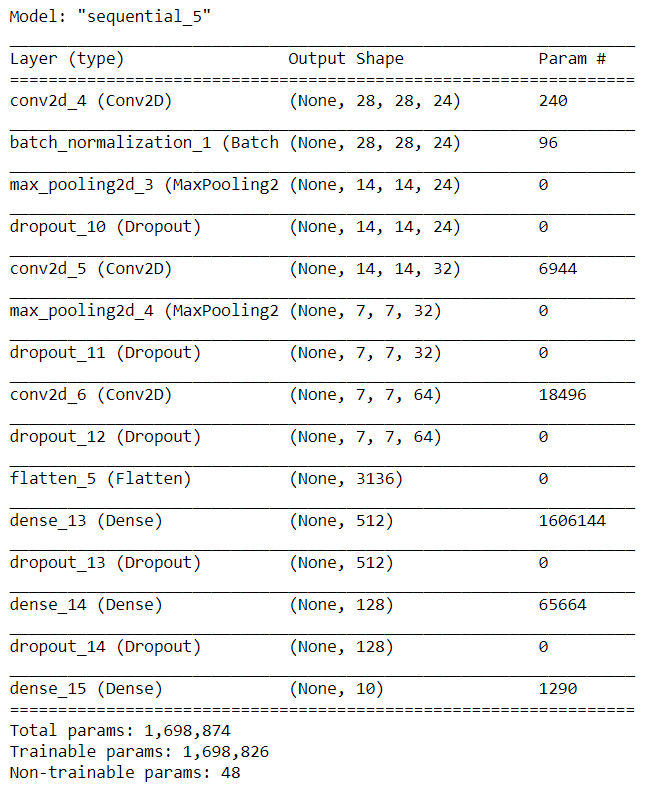 Model: "sequential_5"
Layer (type) Output Shape Param #
conv2d_4 (Conv2D) (None, 28, 28, 24) 240
batch_normalization_1 (Batch (None, 28, 28, 24) 96
max_pooling2d_3 (MaxPooling2 (None, 14, 14, 24) 0
dropout_10 (Dropout) (None, 14, 14, 24) 0
conv2d_5 (Conv2D) (None, 14, 14, 32) 6944
max_pooling2d_4 (MaxPooling2 (None, 7, 7, 32) 0
dropout_11 (Dropout) (None, 7, 7, 32) 0
conv2d_6 (Conv2D) (None, 7, 7, 64) 18496
dropout_12 (Dropout) (None, 7, 7, 64) 0
flatten_5 (Flatten) (None, 3136) 0
dense_13 (Dense) (None, 512) 1606144
dropout_13 (Dropout) (None, 512) 0
dense_14 (Dense) (None, 128) 65664
dropout_14 (Dropout) (None, 128) 0
dense_15 (Dense) (None, 10) 1290
Total params: 1,698,874
Trainable params: 1,698,826
Non-trainable params: 48